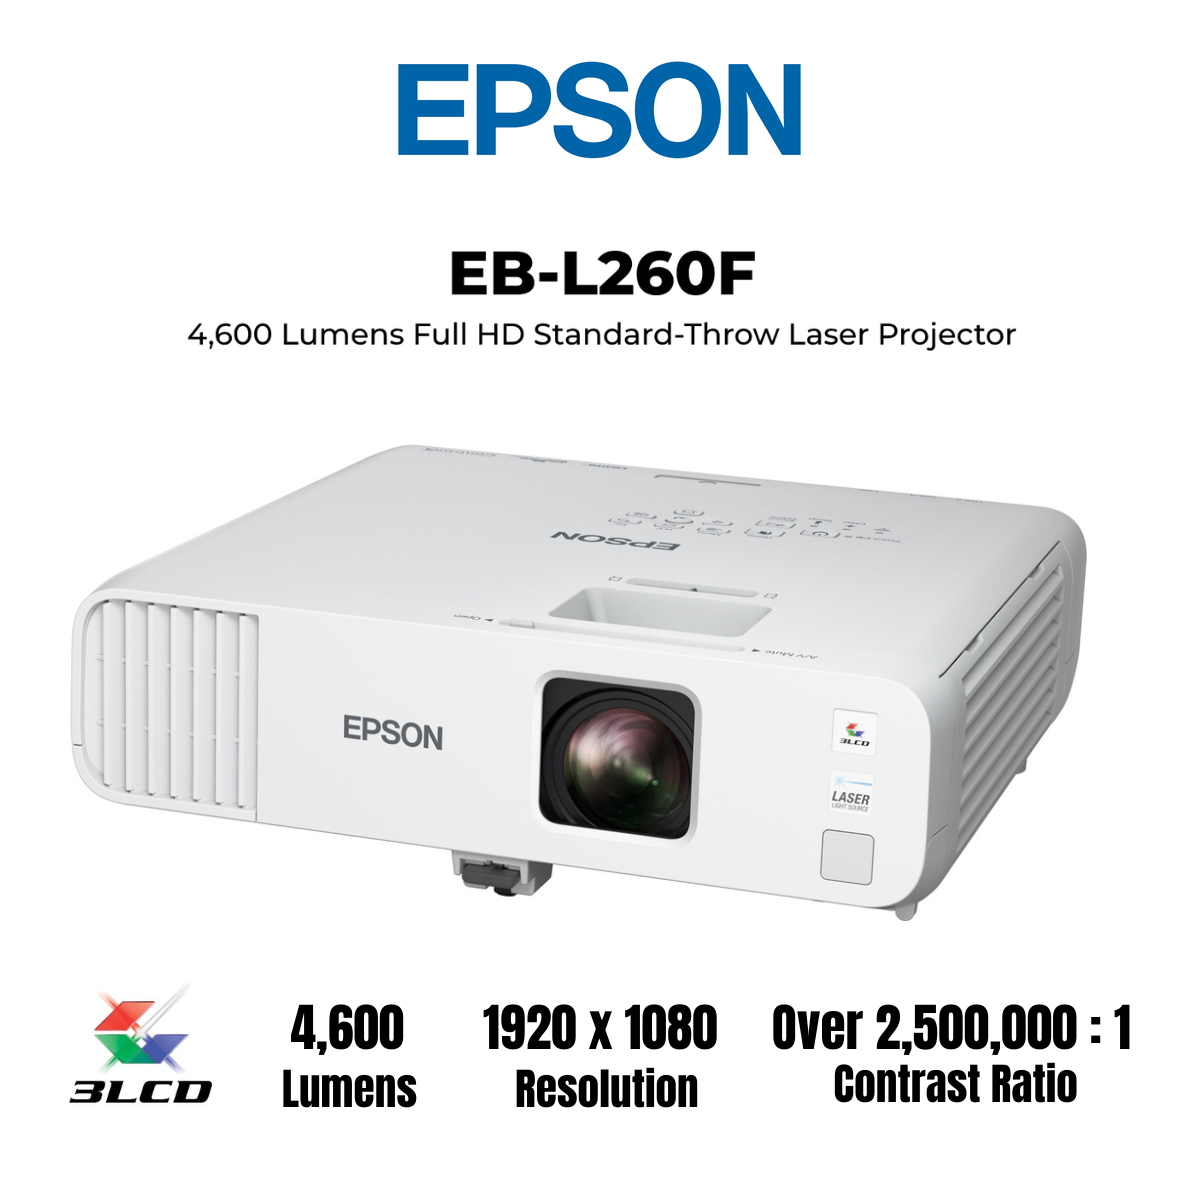 EPSON
EB-L260F
4,600 Lumens Full HD Standard-Throw Laser Projector
EPSON
Open
A/V Mute
EPSON
3LCD
LASER
LIGHT SOURCE
3LCD
4,600
Lumens
1920 x 1080
Resolution
Over 2,500,000 : 1
Contrast Ratio